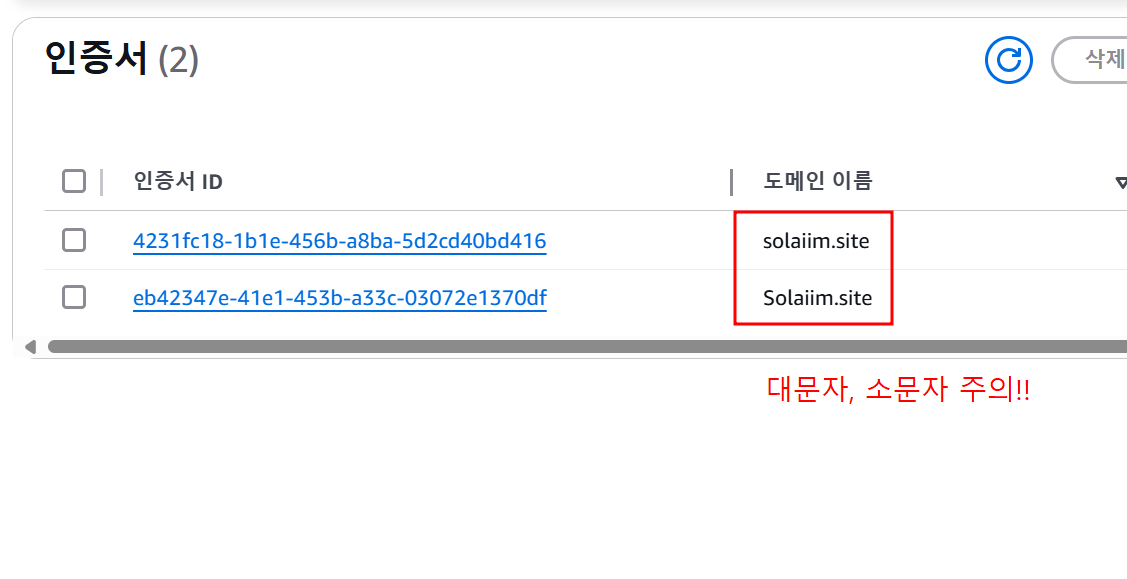 인증서 (2)
삭제
인증서 ID 도메인 이름
4231fc18-1b1e-456b-a8ba-5d2cd40bd416 solaiim.site
eb42347e-41e1-453b-a33c-03072e1370df Solaiim.site
대문자, 소문자 주의!!